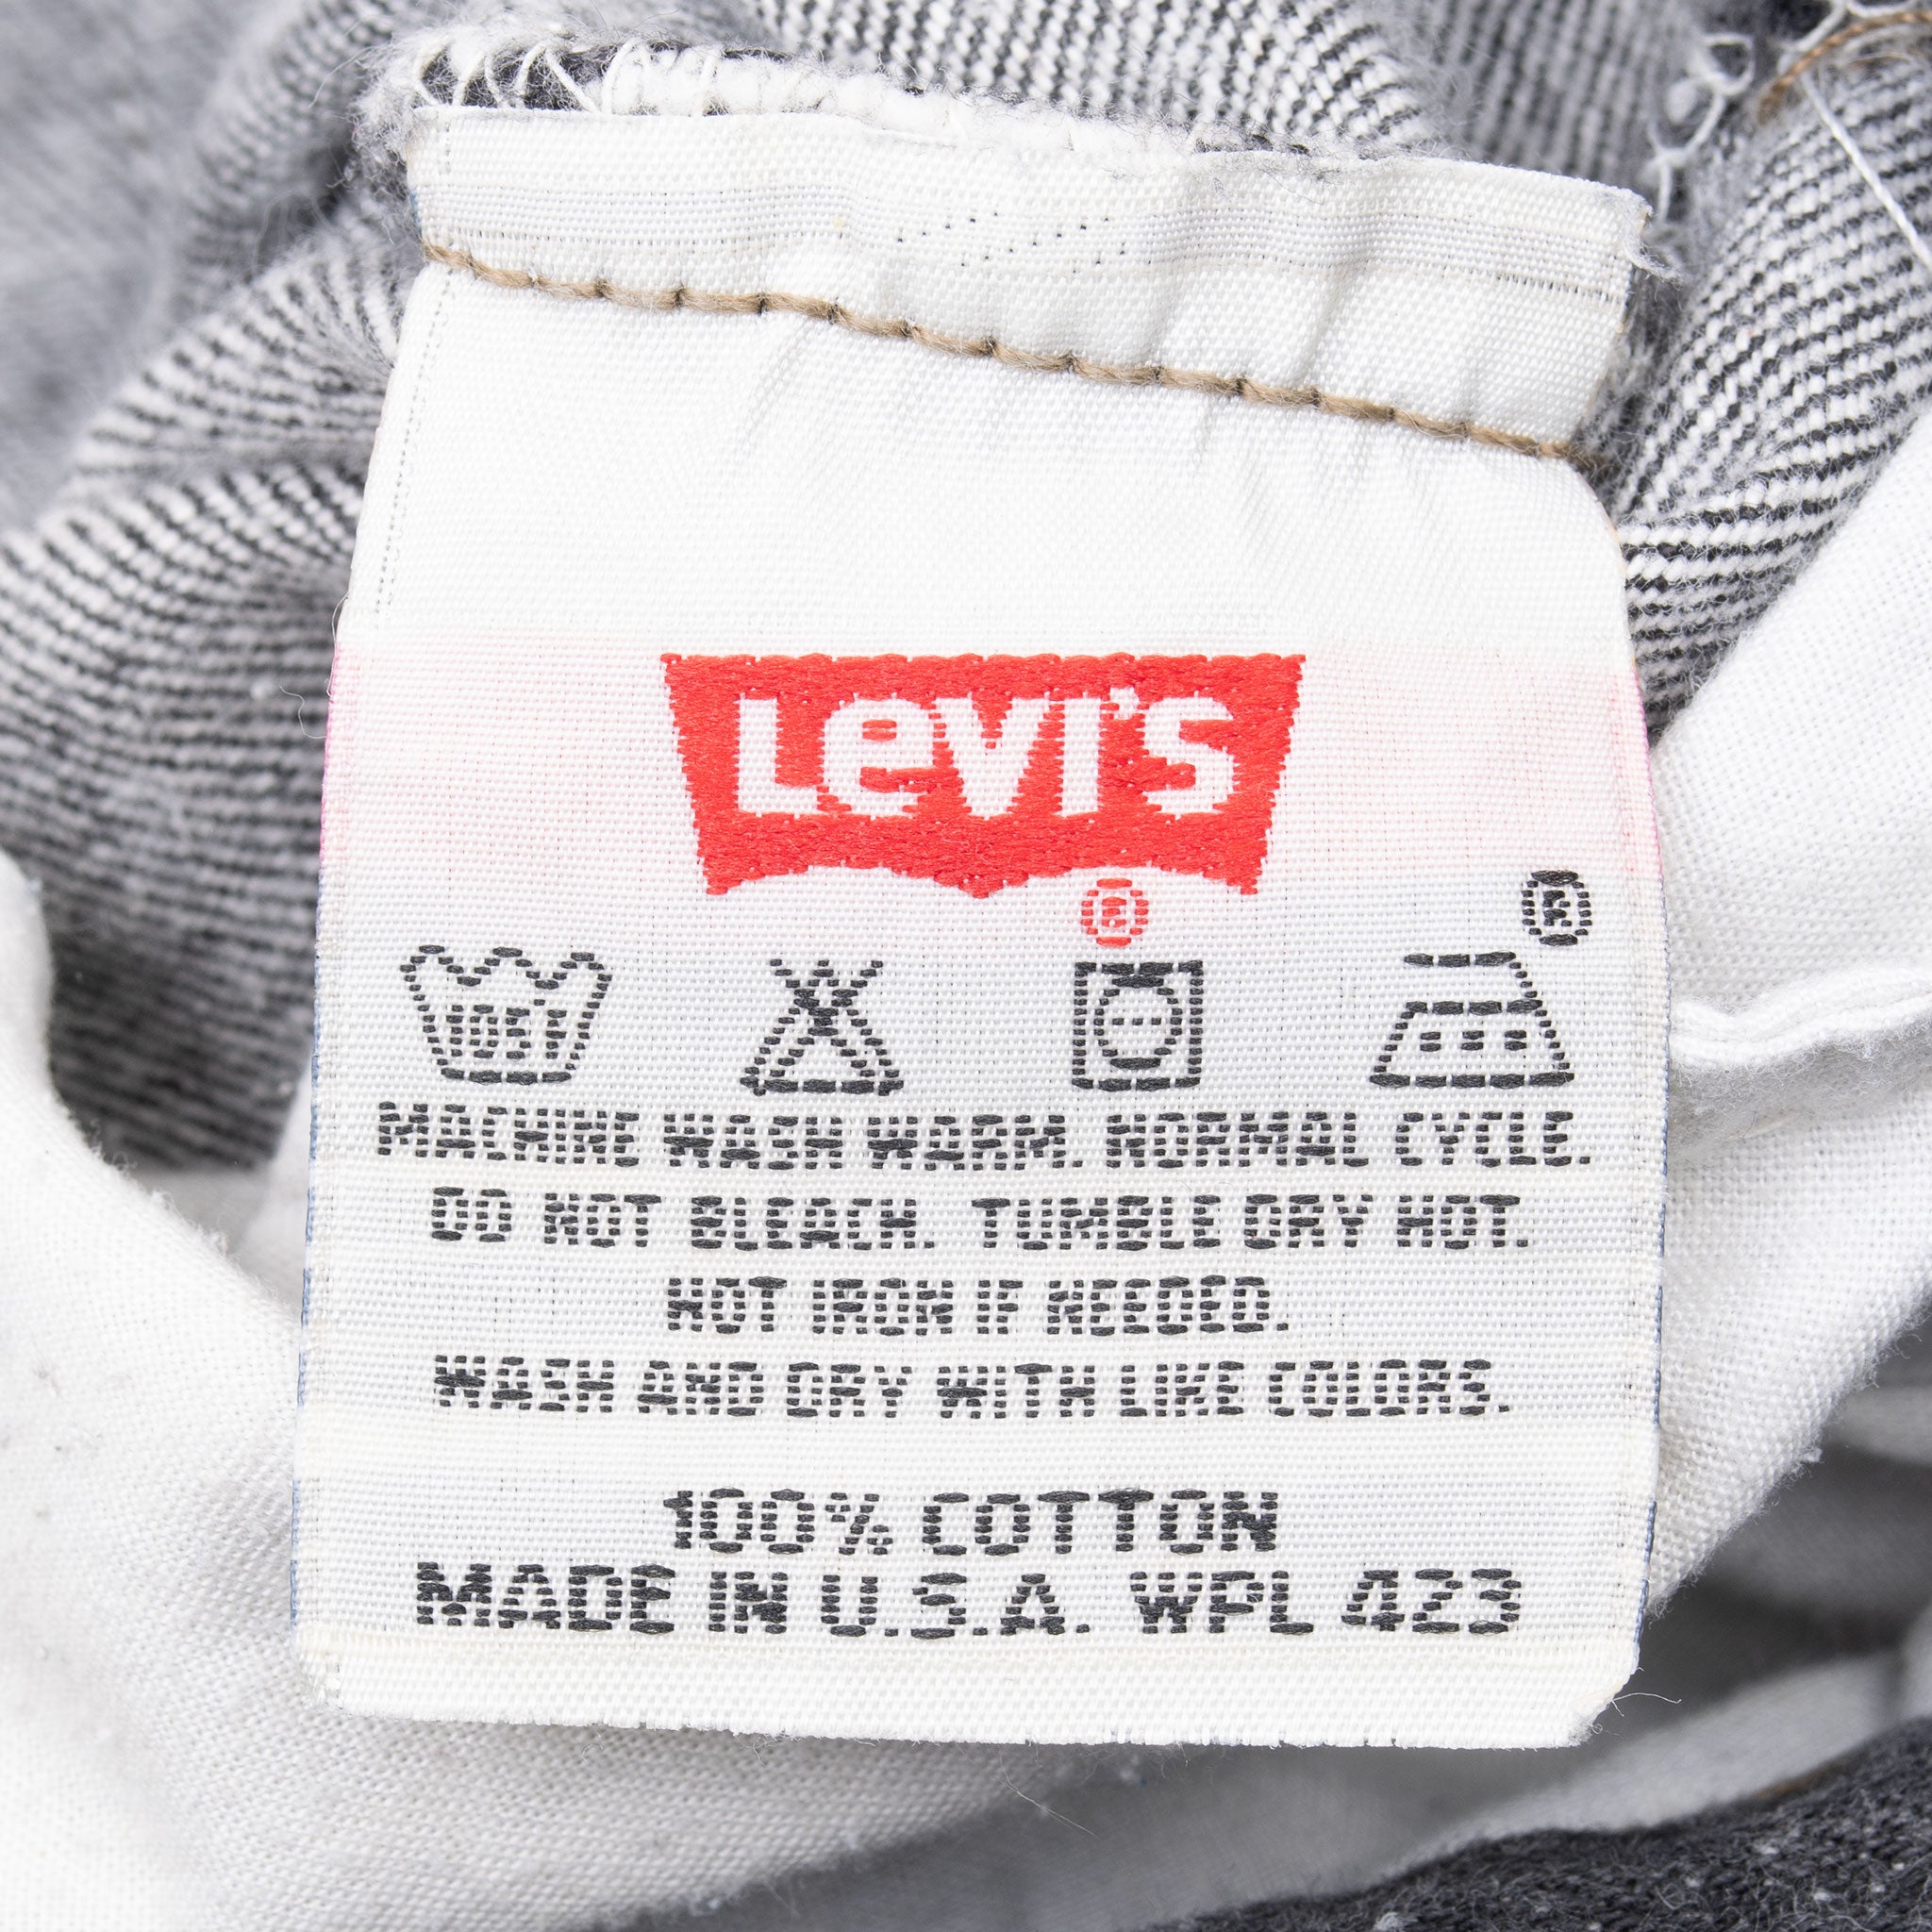 Levi's
®
®
105F
MACHINE WASH WARM. NORMAL CYCLE.
DO NOT BLEACH. TUMBLE DRY HOT.
HOT IRON IF NEEDED.
WASH AND DRY WITH LIKE COLORS.
100% COTTON
MADE IN U.S.A. WPL 423